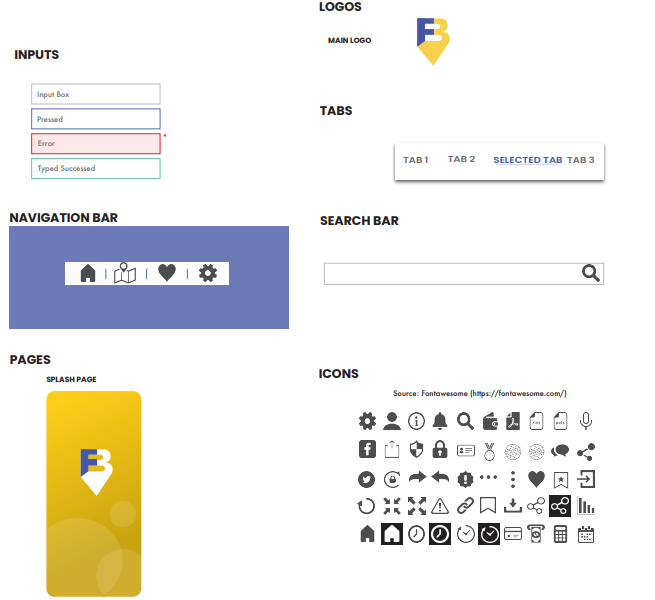 LOGOS
MAIN LOGO
INPUTS
Input Box
Pressed
Error *
Typed Successed
TABS
TAB 1 TAB 2 SELECTED TAB TAB 3
NAVIGATION BAR
SEARCH BAR
PAGES
SPLASH PAGE
ICONS
Source: Fontawesome (https://fontawesome.com/)